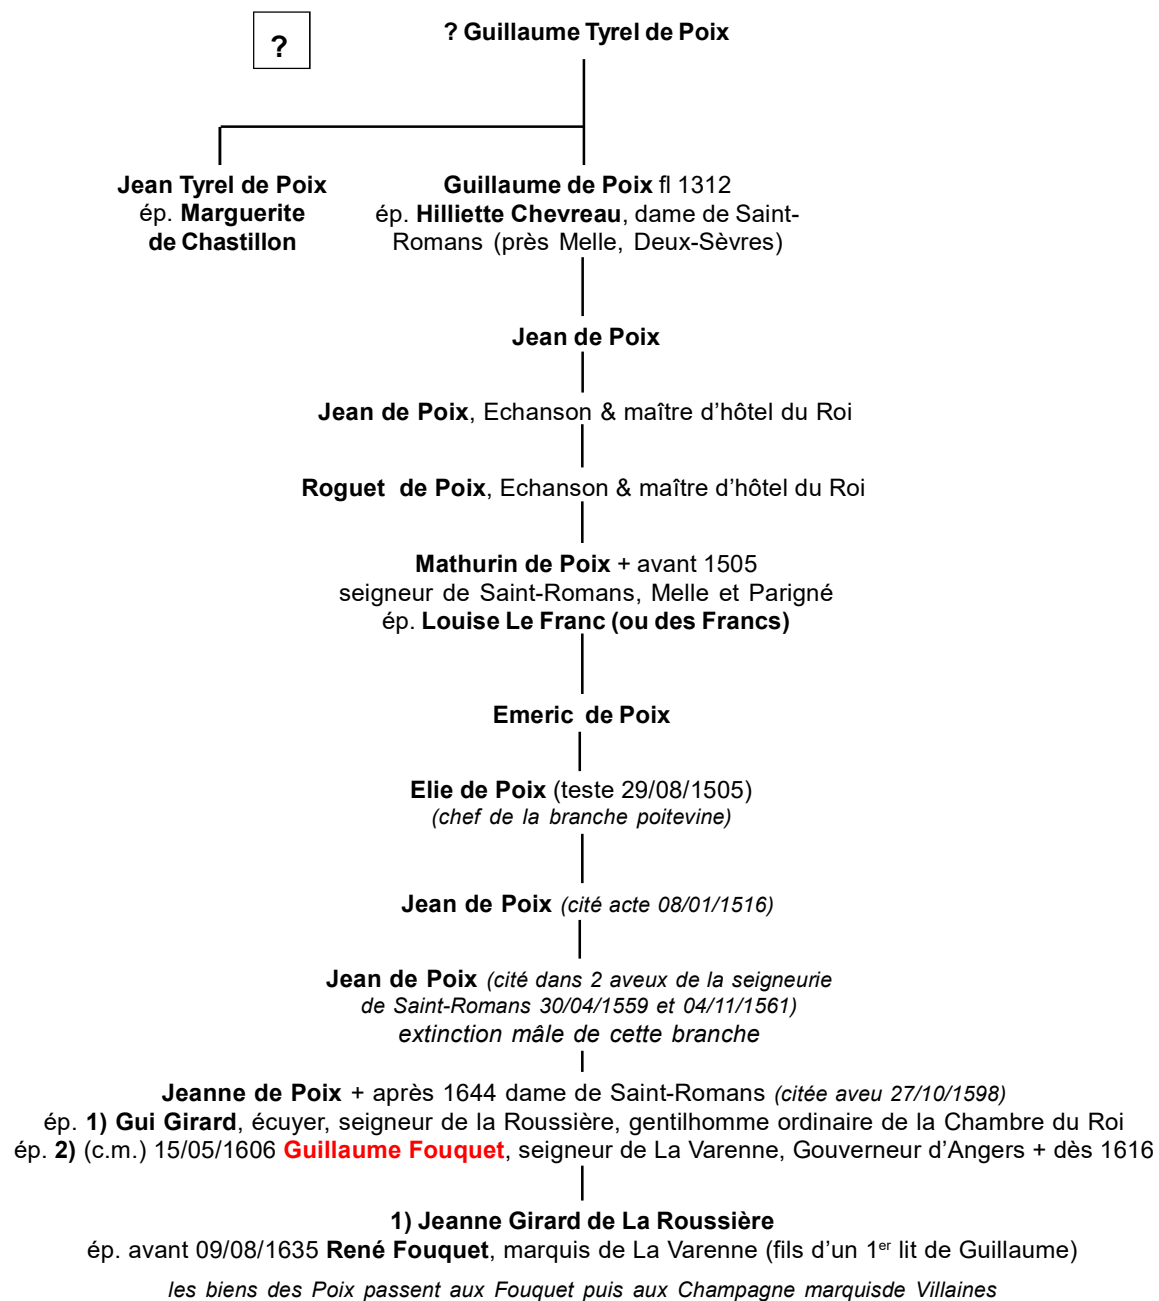 ?
? Guillaume Tyrel de Poix
Jean Tyrel de Poix
ép. Marguerite
de Chastillon
Guillaume de Poix fl 1312
ép. Hilliette Chevreau, dame de Saint-
Romans (près Melle, Deux-Sèvres)
Jean de Poix
Jean de Poix, Echanson & maître d’hôtel du Roi
Roguet de Poix, Echanson & maître d’hôtel du Roi
Mathurin de Poix + avant 1505
seigneur de Saint-Romans, Melle et Parigné
ép. Louise Le Franc (ou des Francs)
Emeric de Poix
Elie de Poix (teste 29/08/1505)
(chef de la branche poitevine)
Jean de Poix (cité acte 08/01/1516)
Jean de Poix (cité dans 2 aveux de la seigneurie
de Saint-Romans 30/04/1559 et 04/11/1561)
extinction mâle de cette branche
Jeanne de Poix + après 1644 dame de Saint-Romans (citée aveu 27/10/1598)
ép. 1) Gui Girard, écuyer, seigneur de la Roussière, gentilhomme ordinaire de la Chambre du Roi
ép. 2) (c.m.) 15/05/1606 Guillaume Fouquet, seigneur de La Varenne, Gouverneur d’Angers + dès 1616
1) Jeanne Girard de La Roussière
ép. avant 09/08/1635 René Fouquet, marquis de La Varenne (fils d’un 1er lit de Guillaume)
les biens des Poix passent aux Fouquet puis aux Champagne marquisde Villaines